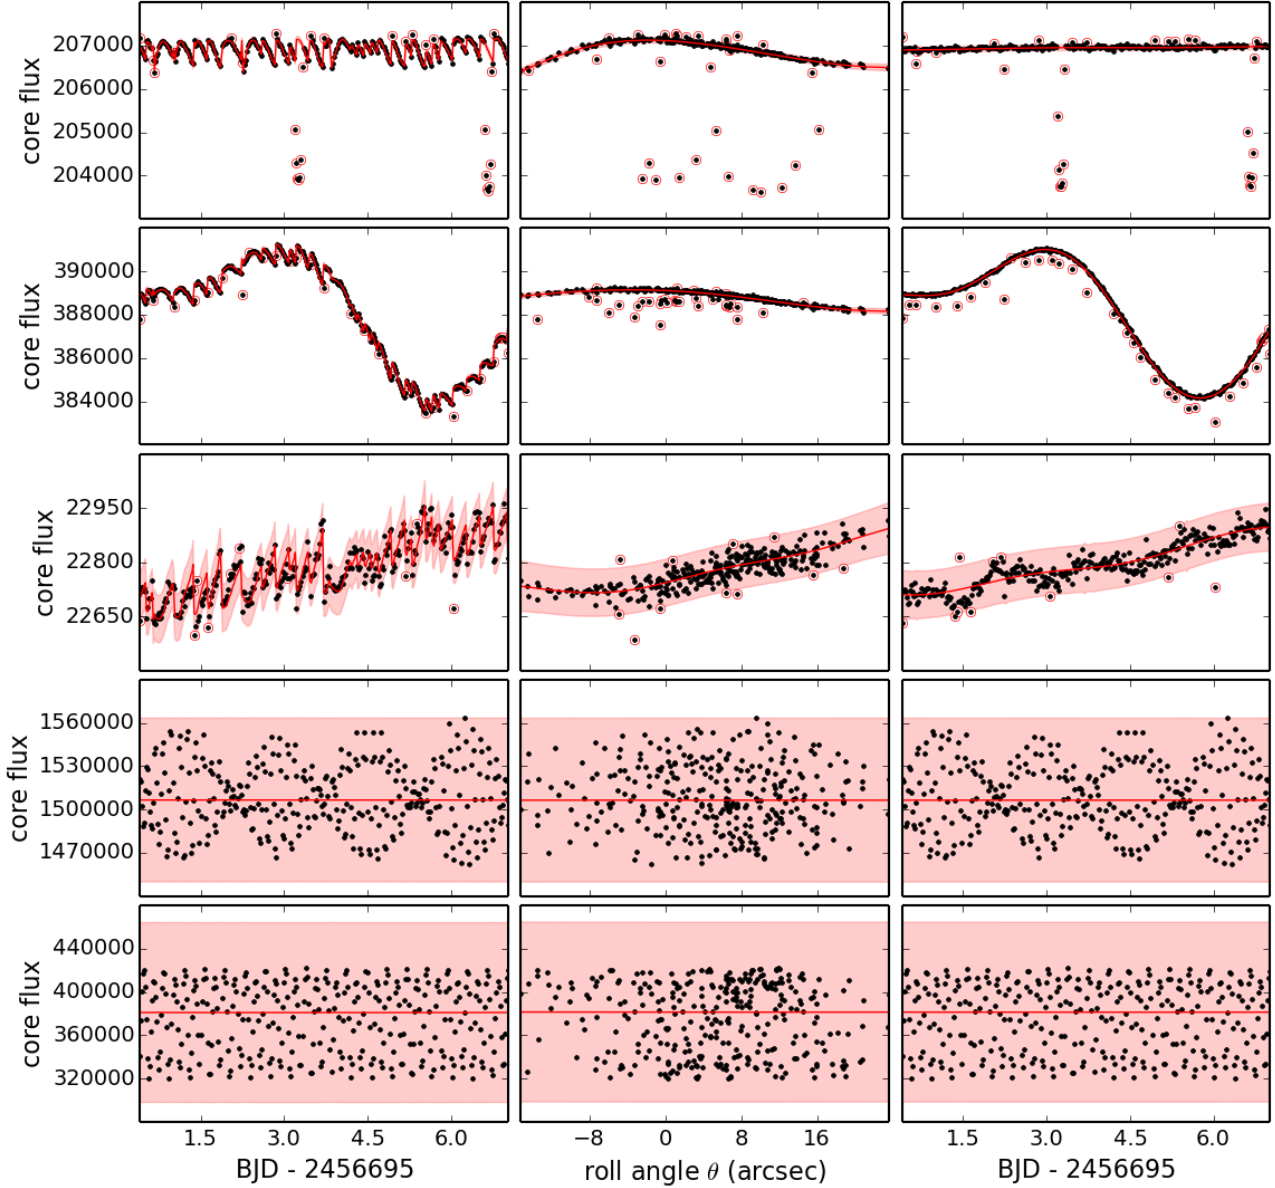 207000
206000
205000
204000
core flux
390000
388000
386000
384000
core flux
22950
22800
22650
core flux
1560000
1530000
1500000
1470000
core flux
440000
400000
360000
320000
core flux
1.5 3.0 4.5 6.0
−8 0 8 16
1.5 3.0 4.5 6.0
BJD - 2456695
roll angle θ (arcsec)
BJD - 2456695